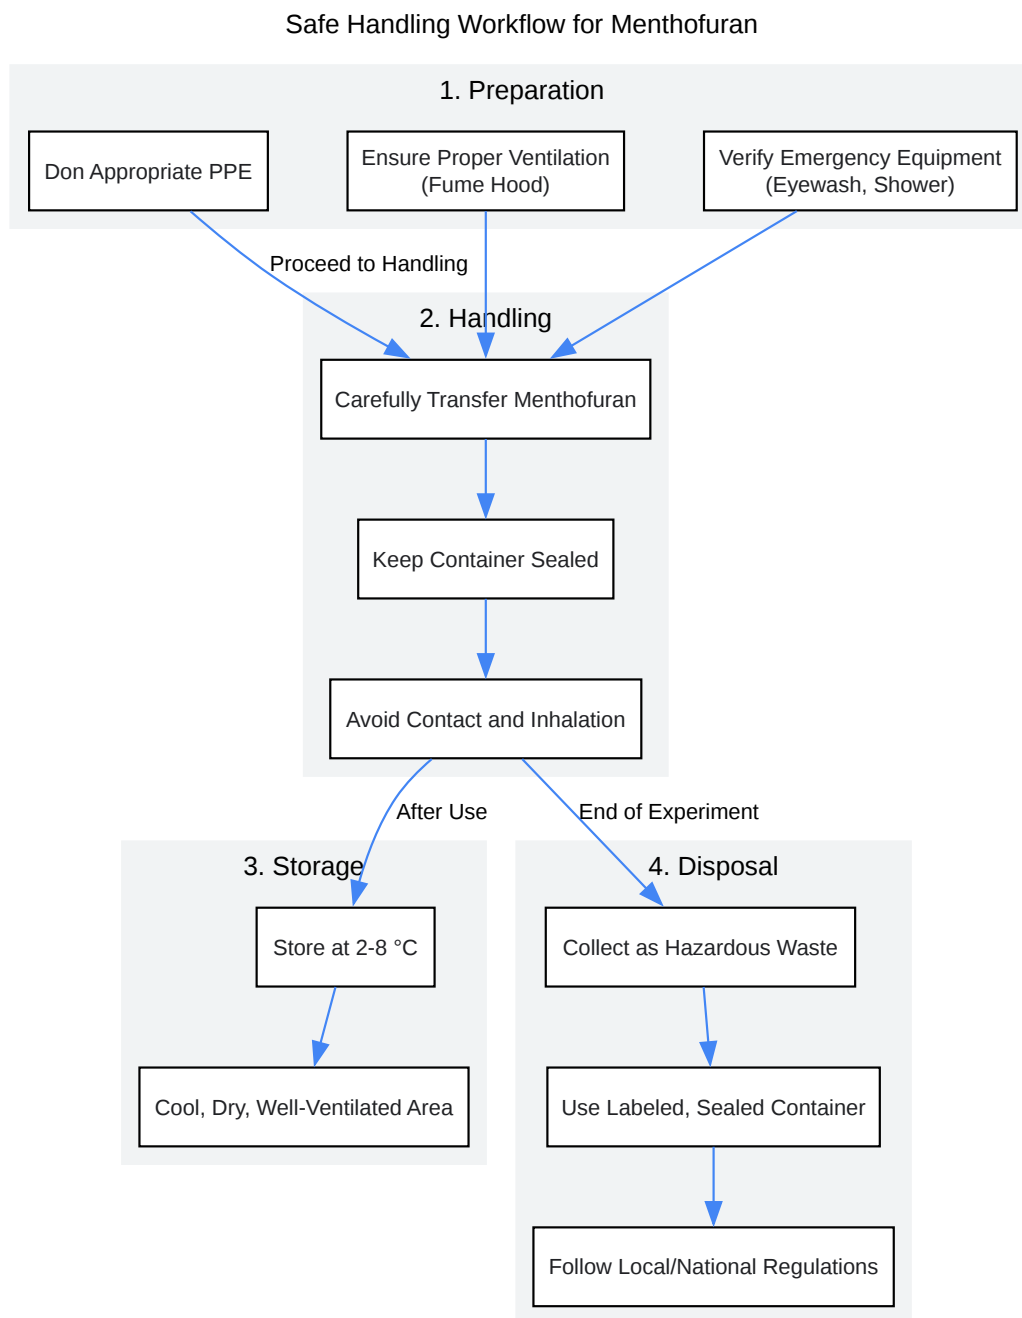 Safe Handling Workflow for Menthofuran
1. Preparation
Don Appropriate PPE
Ensure Proper Ventilation
(Fume Hood)
Verify Emergency Equipment
(Eyewash, Shower)
Proceed to Handling
2. Handling
Carefully Transfer Menthofuran
Keep Container Sealed
Avoid Contact and Inhalation
After Use
End of Experiment
3. Storage
Store at 2-8 °C
Cool, Dry, Well-Ventilated Area
4. Disposal
Collect as Hazardous Waste
Use Labeled, Sealed Container
Follow Local/National Regulations